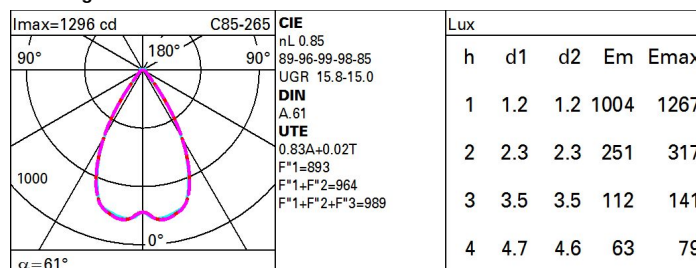 Imax=1296 cd C85-265
90° 180° 90°
1000
0°
α=61°
CIE
nL 0.85
89-96-99-98-85
UGR 15.8-15.0
DIN
A.61
UTE
0.83A+0.02T
F"1=893
F"1+F"2=964
F"1+F"2+F"3=989
Lux
h d1 d2 Em Emax
1 1.2 1.2 1004 1267
2 2.3 2.3 251 317
3 3.5 3.5 112 141
4 4.7 4.6 63 79